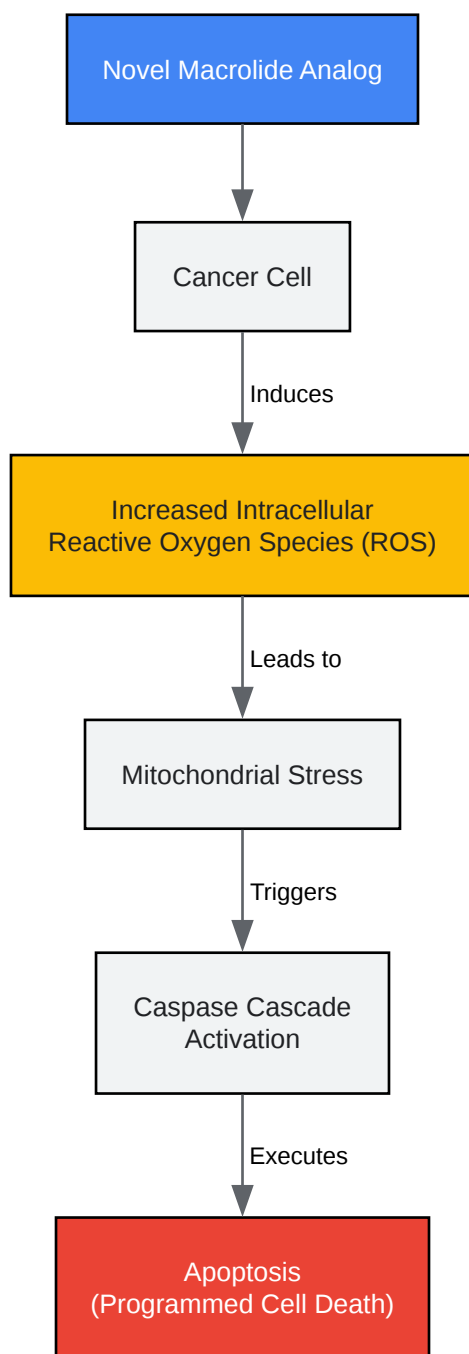 Novel Macrolide Analog
Cancer Cell
Induces
Increased Intracellular
Reactive Oxygen Species (ROS)
Leads to
Mitochondrial Stress
Triggers
Caspase Cascade
Activation
Executes
Apoptosis
(Programmed Cell Death)